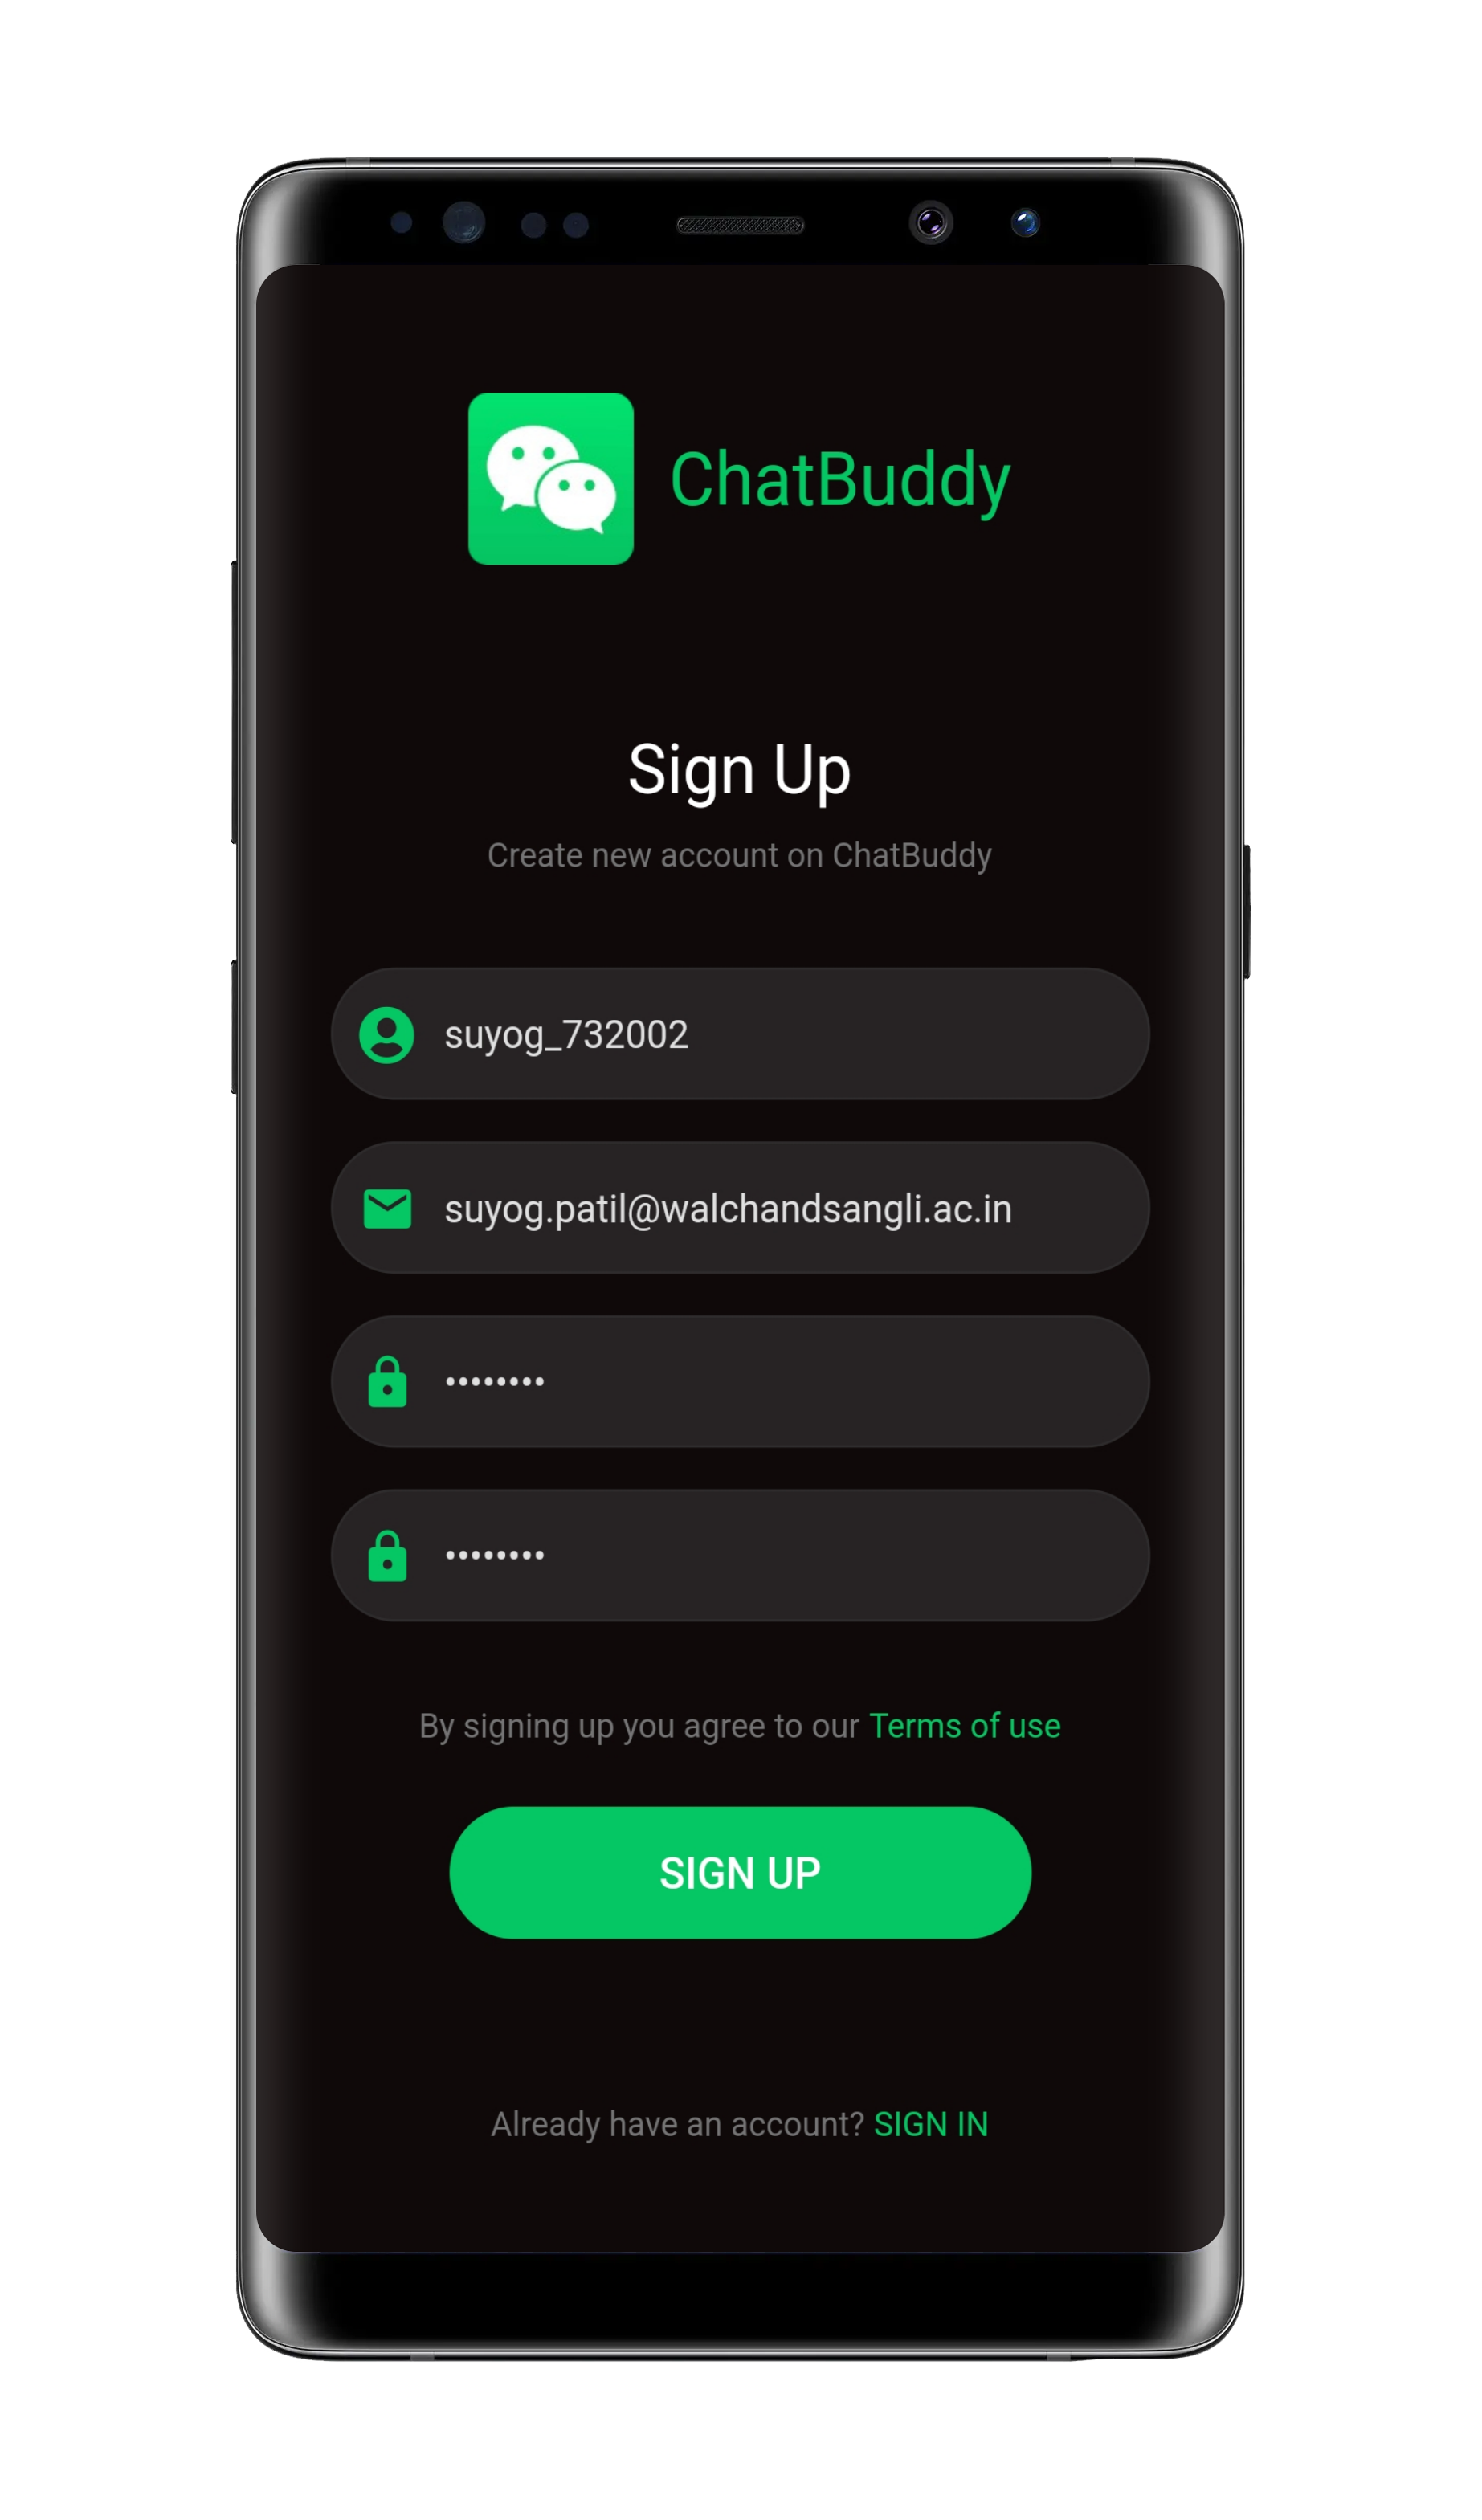 ChatBuddy
Sign Up
Create new account on ChatBuddy
suyog_732002
suyog.patil@walchandsangli.ac.in
••••••••
••••••••
By signing up you agree to our Terms of use
SIGN UP
Already have an account? SIGN IN